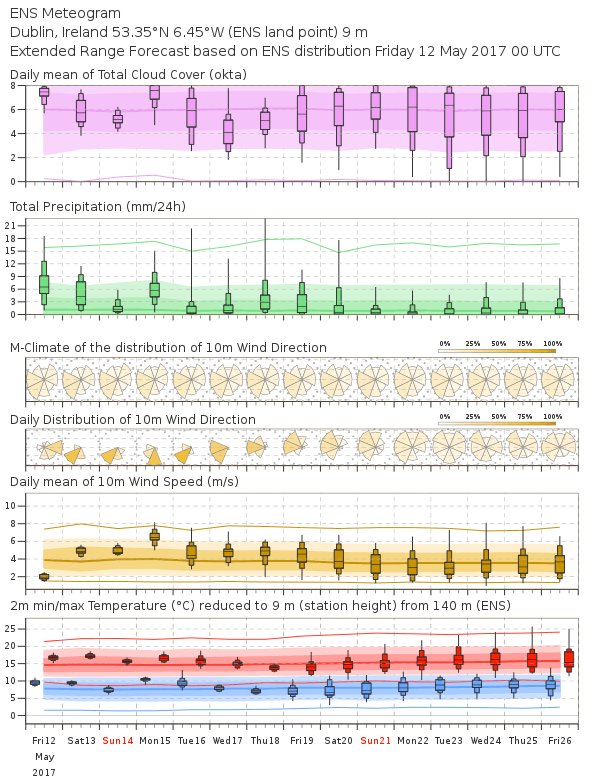 ENS Meteogram
Dublin, Ireland 53.35°N 6.45°W (ENS land point) 9 m
Extended Range Forecast based on ENS distribution Friday 12 May 2017 00 UTC
Daily mean of Total Cloud Cover (okta)
8
6
4
2
0
Total Precipitation (mm/24h)
21
18
15
12
9
6
3
0
M-Climate of the distribution of 10m Wind Direction
0% 25% 50% 75% 100%
Daily Distribution of 10m Wind Direction
0% 25% 50% 75% 100%
Daily mean of 10m Wind Speed (m/s)
10
8
6
4
2
2m min/max Temperature (°C) reduced to 9 m (station height) from 140 m (ENS)
25
20
15
10
5
0
Fri12 Sat13 Sun14 Mon15 Tue16 Wed17 Thu18 Fri19 Sat20 Sun21 Mon22 Tue23 Wed24 Thu25 Fri26
May
2017